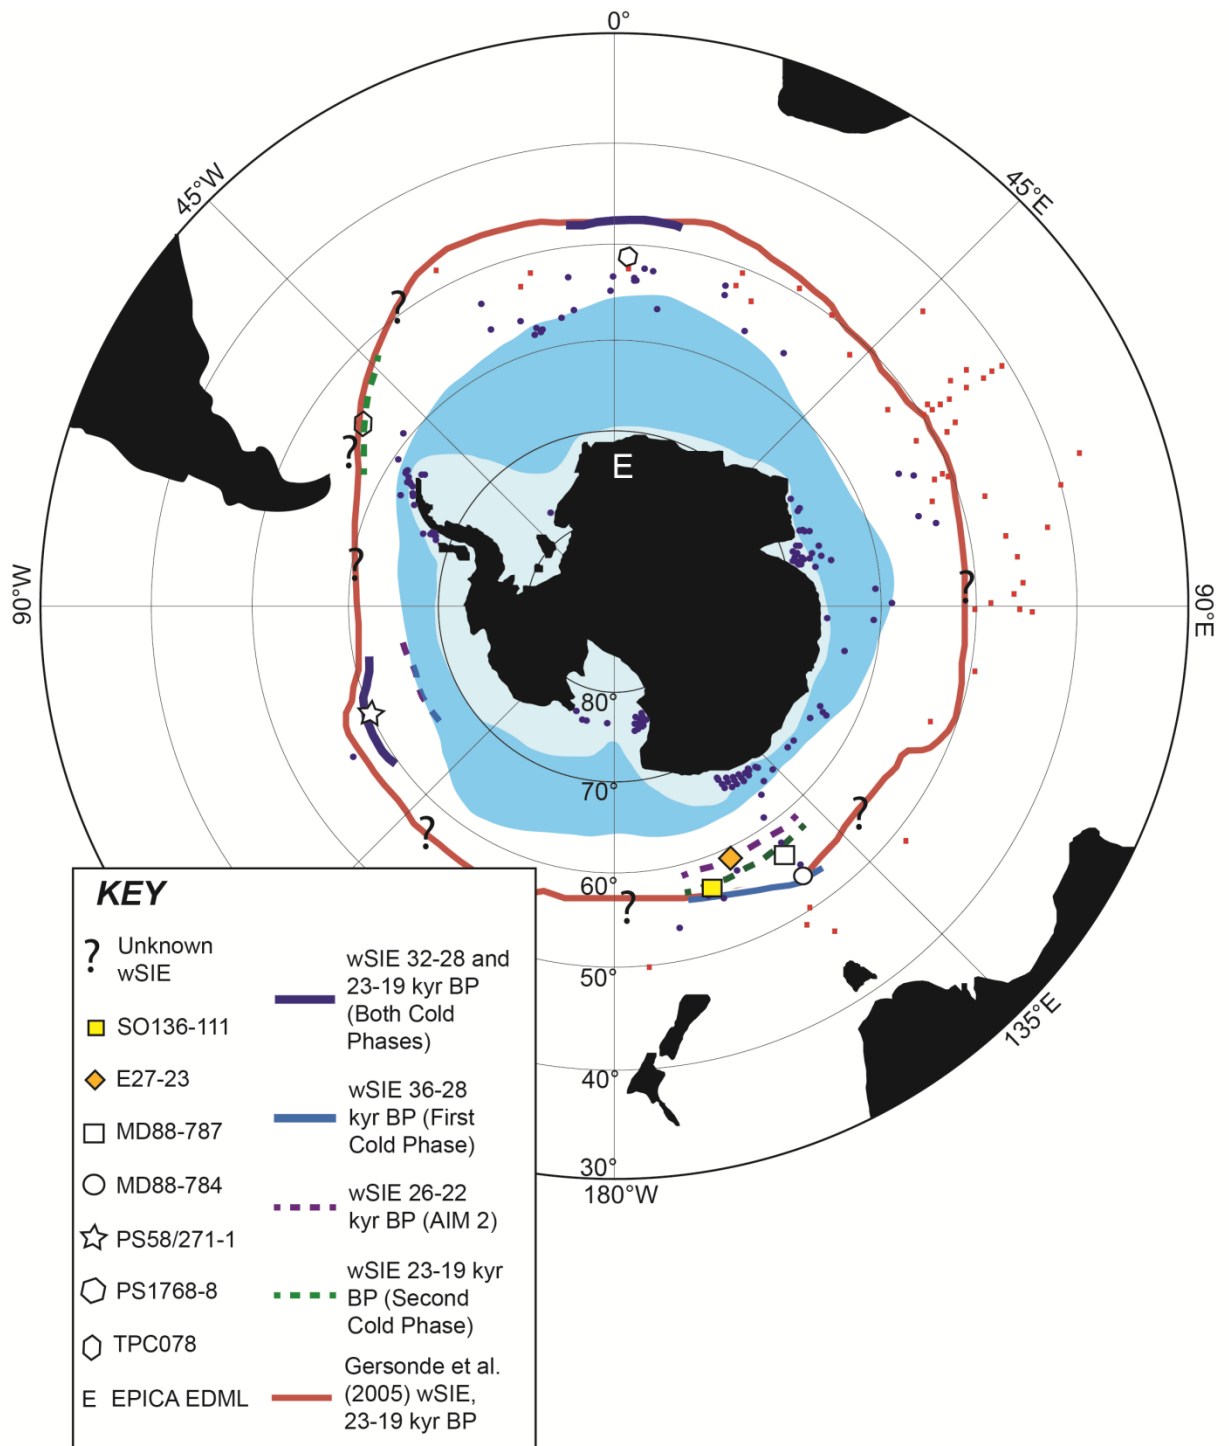 0°
45°W
45°E
?
E
?
?
90°W
?
90°E
80°
70°
?
?
60°
?
50°
135°E
40°
30°
180°W
KEY
? Unknown
wSIE
SO136-111
E27-23
MD88-787
MD88-784
PS58/271-1
PS1768-8
TPC078
E EPICA EDML
wSIE 32-28 and
23-19 kyr BP
(Both Cold
Phases)
wSIE 36-28
kyr BP (First
Cold Phase)
wSIE 26-22
kyr BP (AIM 2)
wSIE 23-19 kyr
BP (Second
Cold Phase)
Gersonde et al.
(2005) wSIE,
23-19 kyr BP